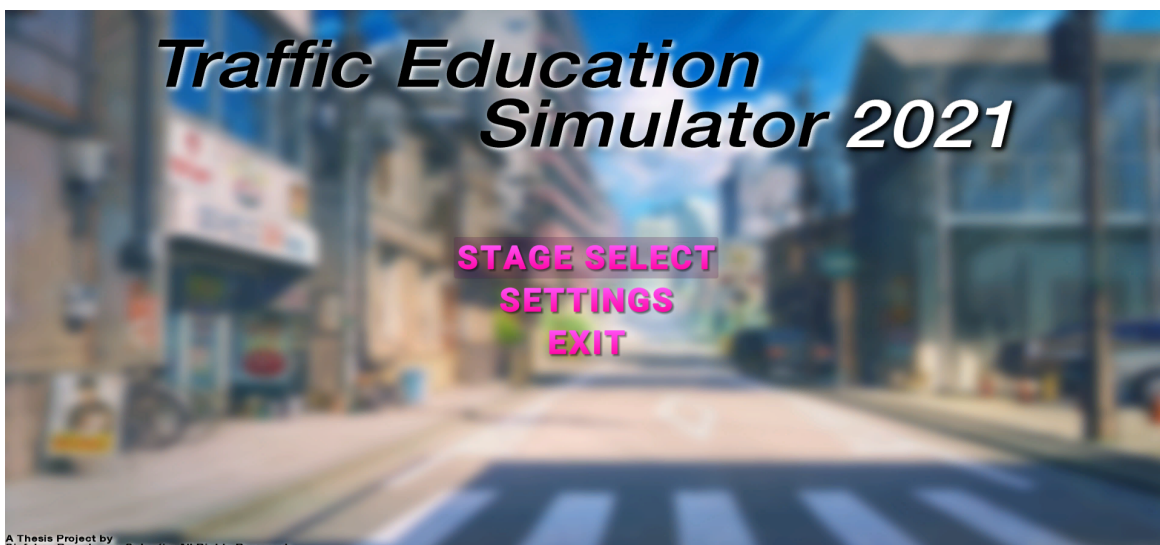 Traffic Education
Simulator 2021
STAGE SELECT
SETTINGS
EXIT
A Thesis Project by